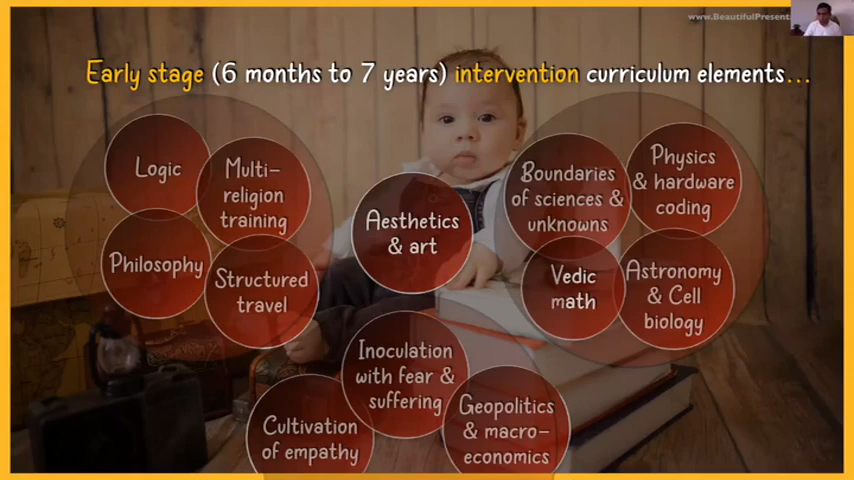 www.BeautifulPresent
Early stage (6 months to 7 years) intervention curriculum elements...
Logic
Multi-
religion
training
Philosophy
Structured
travel
Aesthetics
& art
Boundaries
of sciences &
unknowns
Physics
& hardware
coding
Vedic
math
Astronomy
& Cell
biology
Inoculation
with fear &
suffering
Cultivation
of empathy
Geopolitics
& macro-
economics